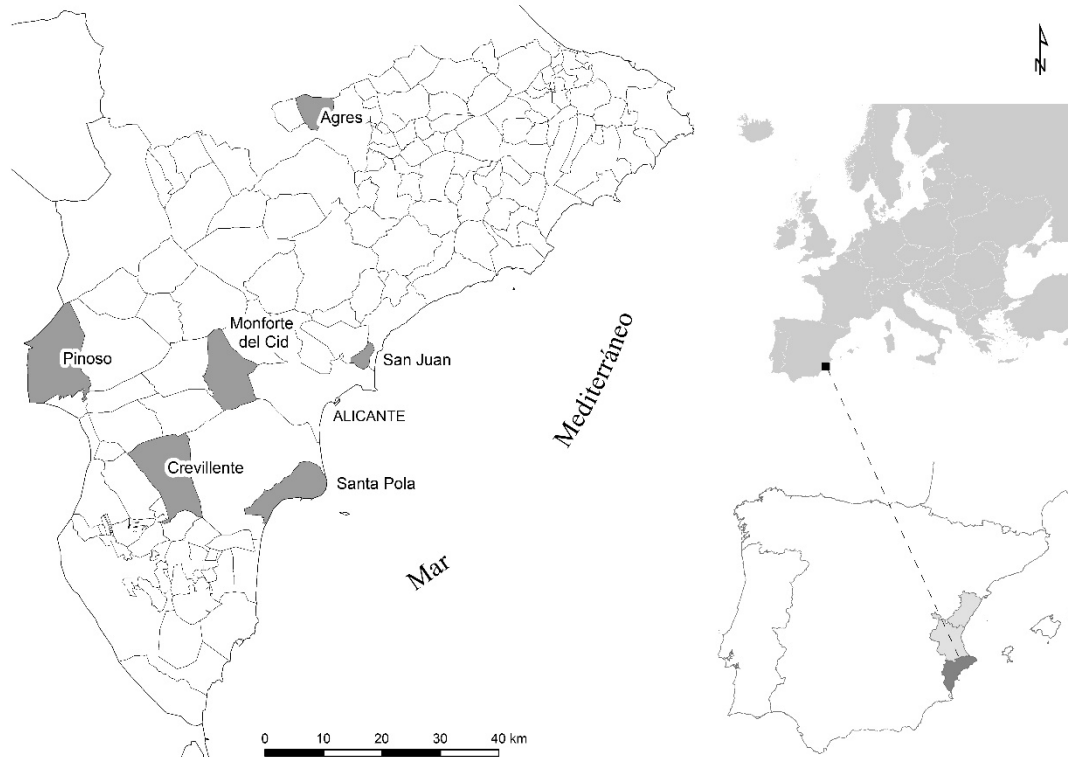 Agres
Monforte
del Cid
Pinoso
San Juan
ALICANTE
Crevillente
Santa Pola
Mediterráneo
Mar
0 10 20 30 40 km
N